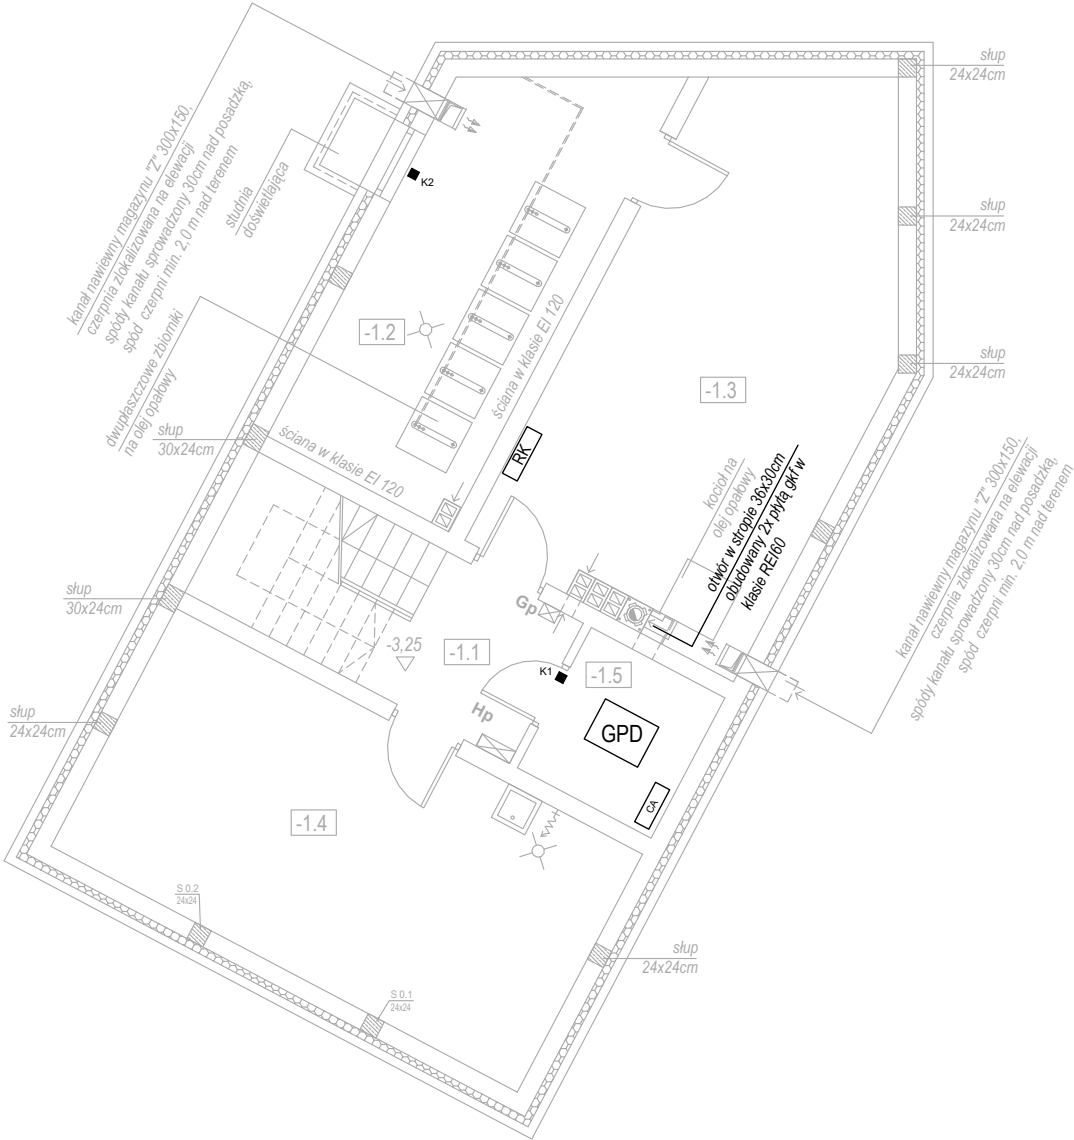 kanał nawiewny magazynu "Z" 300x150,
czerpnia zlokalizowana na elewacji
spódy kanału sprowadzony 30cm nad posadzką,
spód czerpni min. 2,0 m nad terenem
studnia
doświetlająca
dwupłaszczowe zbiorniki
na olej opałowy
słup
24x24cm
słup
24x24cm
słup
24x24cm
K2
-1.2
ściana w klasie EI 120
-1.3
słup
30x24cm
ściana w klasie EI 120
RK
kocioł na
olej opałowy
otwór w stropie 36x30cm
obudowany 2x płytą gkf w
klasie REI60
kanał nawiewny magazynu "Z" 300x150,
czerpnia zlokalizowana na elewacji
spódy kanału sprowadzony 30cm nad posadzką,
spód czerpni min. 2,0 m nad terenem
słup
30x24cm
Gp
-3,25
-1.1
K1
-1.5
Hp
GPD
słup
24x24cm
CA
-1.4
S 0.2
24x24
słup
24x24cm
S 0.1
24x24